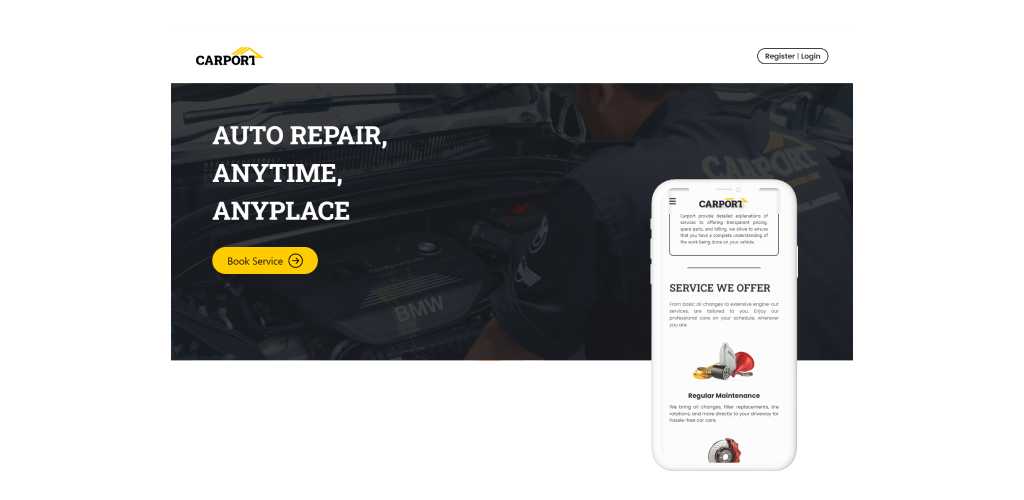 CARPORT
Register | Login
AUTO REPAIR,
ANYTIME,
ANYPLACE
Book Service
BMW
CARPORT
CARPORT
Carport provide detailed explanations of
services to offering transparent pricing,
spare parts, and billing, we strive to ensure
that you have a complete understanding of
the work being done on your vehicle.
SERVICE WE OFFER
From basic oil changes to extensive engine-out
services, are tailored to you. Enjoy our
professional care on your schedule, wherever
you are.
Regular Maintenance
We bring oil changes, filter replacements, tire
rotations, and more directly to your driveway for
hassle-free car care.